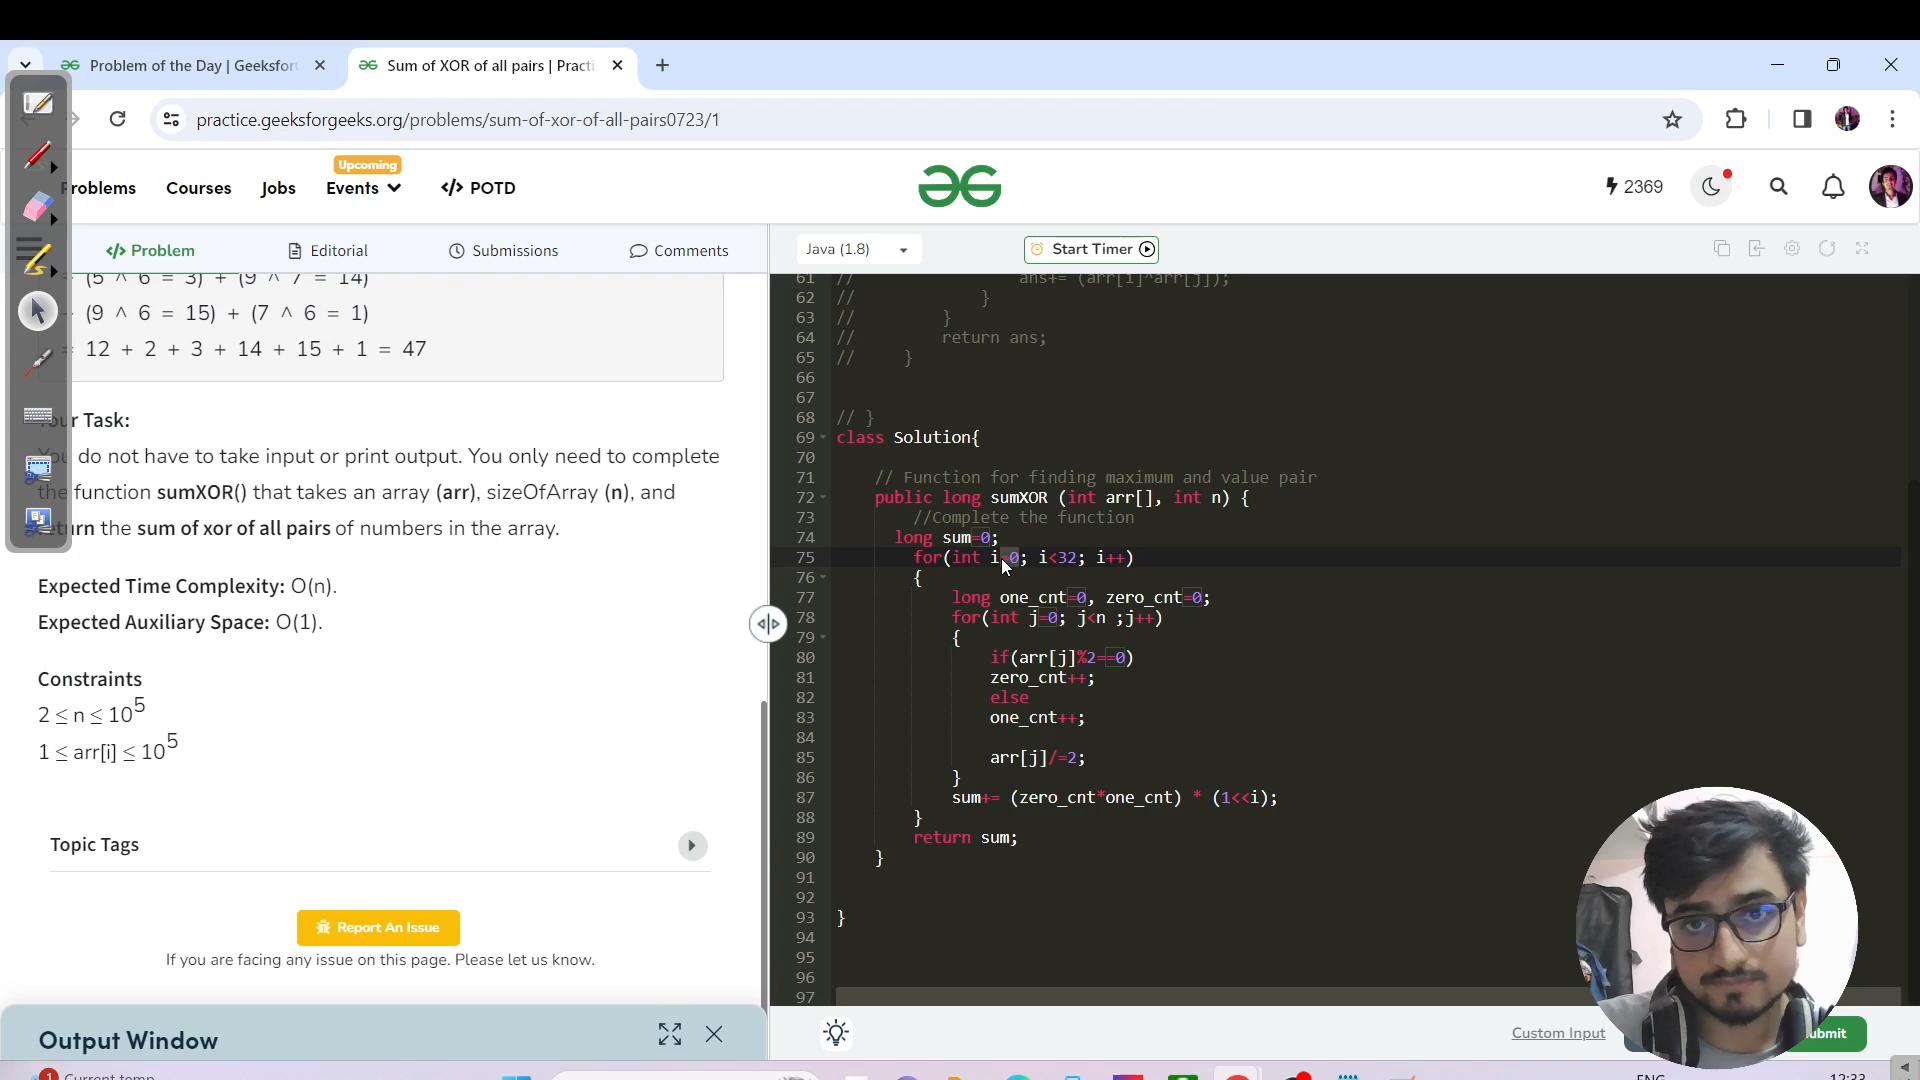 Problem of the Day | Geeksfor
Sum of XOR of all pairs | Practi
practice.geeksforgeeks.org/problems/sum-of-xor-of-all-pairs0723/1
roblems
Courses
Jobs
Upcoming
Events
</> POTD
2369
</> Problem
Editorial
Submissions
Comments
Java (1.8)
Start Timer
= (5 ^ 6 = 3) + (9 ^ 7 = 14)
(9 ^ 6 = 15) + (7 ^ 6 = 1)
= 12 + 2 + 3 + 14 + 15 + 1 = 47
ur Task:
You do not have to take input or print output. You only need to complete
the function sumXOR() that takes an array (arr), sizeOfArray (n), and
return the sum of xor of all pairs of numbers in the array.
Expected Time Complexity: O(n).
Expected Auxiliary Space: O(1).
Constraints
2 ≤ n ≤ 10^5
1 ≤ arr[i] ≤ 10^5
Topic Tags
Report An Issue
If you are facing any issue on this page. Please let us know.
Output Window
61 // ans+= (arr[i]^arr[j]);
62 // }
63 // }
64 // return ans;
65 // }
66
67
68 // }
69 class Solution{
70
71 // Function for finding maximum and value pair
72 public long sumXOR (int arr[], int n) {
73 //Complete the function
74 long sum=0;
75 for(int i=0; i<32; i++)
76 {
77 long one_cnt=0, zero_cnt=0;
78 for(int j=0; j<n ;j++)
79 {
80 if(arr[j]%2==0)
81 zero_cnt++;
82 else
83 one_cnt++;
84
85 arr[j]/=2;
86 }
87 sum+= (zero_cnt*one_cnt) * (1<<i);
88 }
89 return sum;
90 }
91
92
93 }
94
95
96
97
Custom Input
ubmit
1
Current temp
ENG
12:33